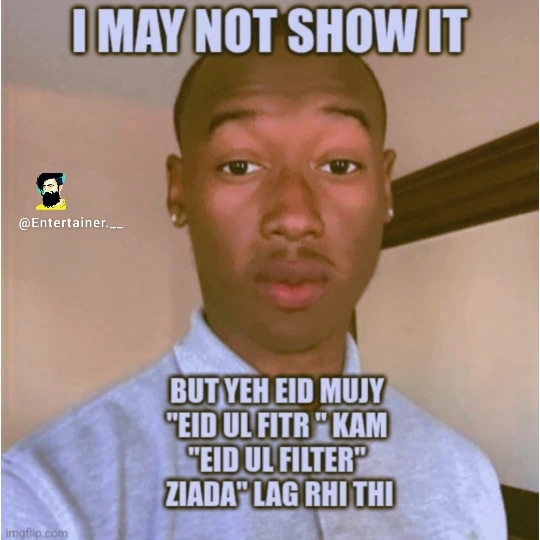 I MAY NOT SHOW IT
@Entertainer.__
BUT YEH EID MUJY
"EID UL FITR " KAM
"EID UL FILTER"
ZIADA" LAG RHI THI
imgflip.com